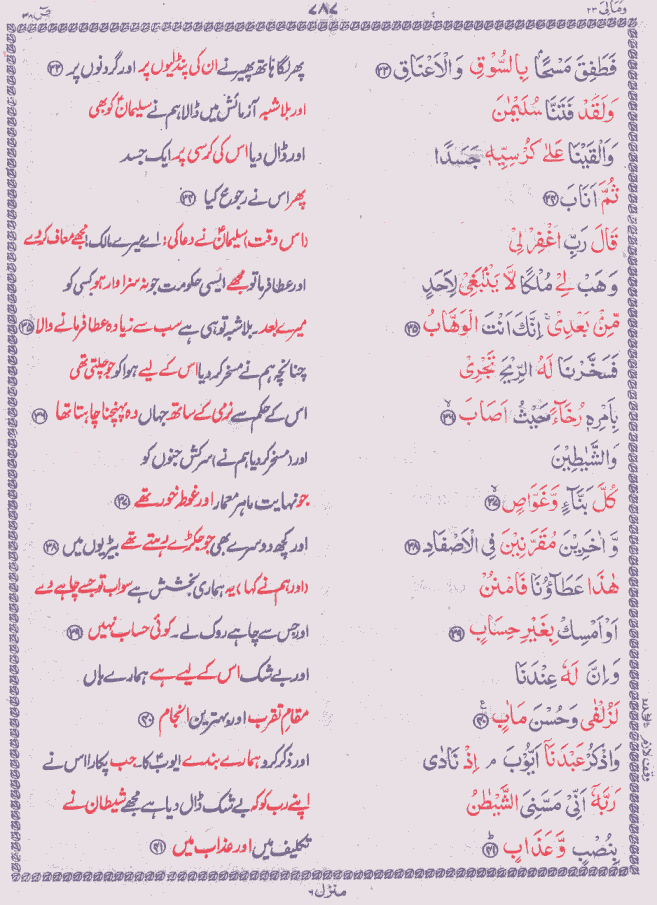 وَمَالِیَ ۲۳
۷۸۷
صٓ ۳۸
فَطَفِقَ مَسْحًۢا بِالسُّوْقِ وَالْاَعْنَاقِ ﴿۳۳﴾ پھر لگا ہاتھ پھیرنے ان کی پنڈلیوں پر اور گردنوں پر ﴿۳۳﴾
وَلَقَدْ فَتَنَّا سُلَيْمٰنَ اور بلاشبہ آزمائش میں ڈالا ہم نے سلیمانؑ کو بھی
وَاَلْقَيْنَا عَلٰى كُرْسِيِّهٖ جَسَدًا اور ڈال دیا اس کی کرسی پر ایک جسد
ثُمَّ اَنَابَ ﴿۳۴﴾ پھر اس نے رجوع کیا ﴿۳۴﴾
قَالَ رَبِّ اغْفِرْ لِىْ (اس وقت) سلیمانؑ نے دعا کی: اے میرے مالک! مجھے معاف کر دے
وَهَبْ لِىْ مُلْكًا لَّا يَنْۢبَغِىْ لِاَحَدٍ اور عطا فرما تو مجھے ایسی حکومت جو نہ سزاوار ہو کسی کو
مِّنْۢ بَعْدِىْ ۚ اِنَّكَ اَنْتَ الْوَهَّابُ ﴿۳۵﴾ میرے بعد۔ بلاشبہ تو ہی ہے سب سے زیادہ عطا فرمانے والا ﴿۳۵﴾
فَسَخَّرْنَا لَهُ الرِّيْحَ تَجْرِىْ چنانچہ ہم نے مسخر کر دیا اس کے لیے ہوا کو جو چلتی تھی
بِاَمْرِهٖ رُخَآءً حَيْثُ اَصَابَ ﴿۳۶﴾ اس کے حکم سے نرمی کے ساتھ جہاں وہ پہنچنا چاہتا تھا ﴿۳۶﴾
وَالشَّيٰطِيْنَ اور (مسخر کر دیا ہم نے) سرکش جنوں کو
كُلَّ بَنَّآءٍ وَّغَوَّاصٍ ﴿۳۷﴾ جو نہایت ماہر معمار اور غوطہ خور تھے ﴿۳۷﴾
وَّاٰخَرِيْنَ مُقَرَّنِيْنَ فِى الْاَصْفَادِ ﴿۳۸﴾ اور کچھ دوسرے بھی جو جکڑے رہتے تھے بیڑیوں میں ﴿۳۸﴾
هٰذَا عَطَآؤُنَا فَامْنُنْ (اور ہم نے کہا) یہ ہماری بخشش ہے سو اب تو جسے چاہے دے
اَوْ اَمْسِكْ بِغَيْرِ حِسَابٍ ﴿۳۹﴾ اور جس سے چاہے روک لے۔ کوئی حساب نہیں ﴿۳۹﴾
وَاِنَّ لَهٗ عِنْدَنَا اور بے شک اس کے لیے ہے ہمارے ہاں
لَزُلْفٰى وَحُسْنَ مَاٰبٍ ﴿۴۰﴾ ع مقامِ تقرب اور بہترین انجام ﴿۴۰﴾
وَاذْكُرْ عَبْدَنَآ اَيُّوْبَ ۘ اِذْ نَادٰى اور ذکر کرو ہمارے بندے ایوبؑ کا۔ جب پکارا اس نے
رَبَّهٗٓ اَنِّىْ مَسَّنِىَ الشَّيْطٰنُ اپنے رب کو کہ بے شک ڈال دیا ہے مجھے شیطان نے
بِنُصْبٍ وَّعَذَابٍ ﴿۴۱﴾ تکلیف میں اور عذاب میں ﴿۴۱﴾
منزل ۶